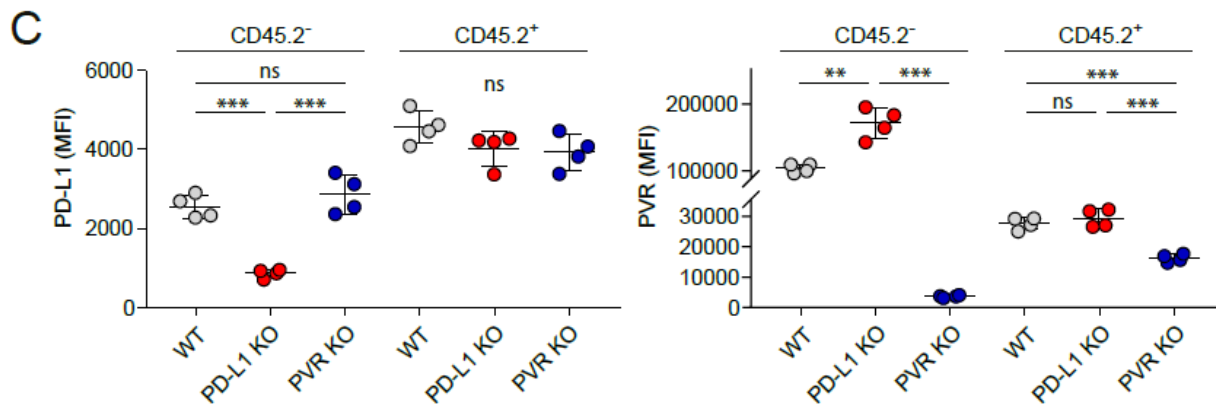 C
CD45.2⁻ CD45.2⁺
ns
*** ***
ns
PD-L1 (MFI)
6000
4000
2000
0
WT PD-L1 KO PVR KO WT PD-L1 KO PVR KO
CD45.2⁻ CD45.2⁺
** *** ***
ns ***
PVR (MFI)
200000
100000
30000
20000
10000
0
WT PD-L1 KO PVR KO WT PD-L1 KO PVR KO